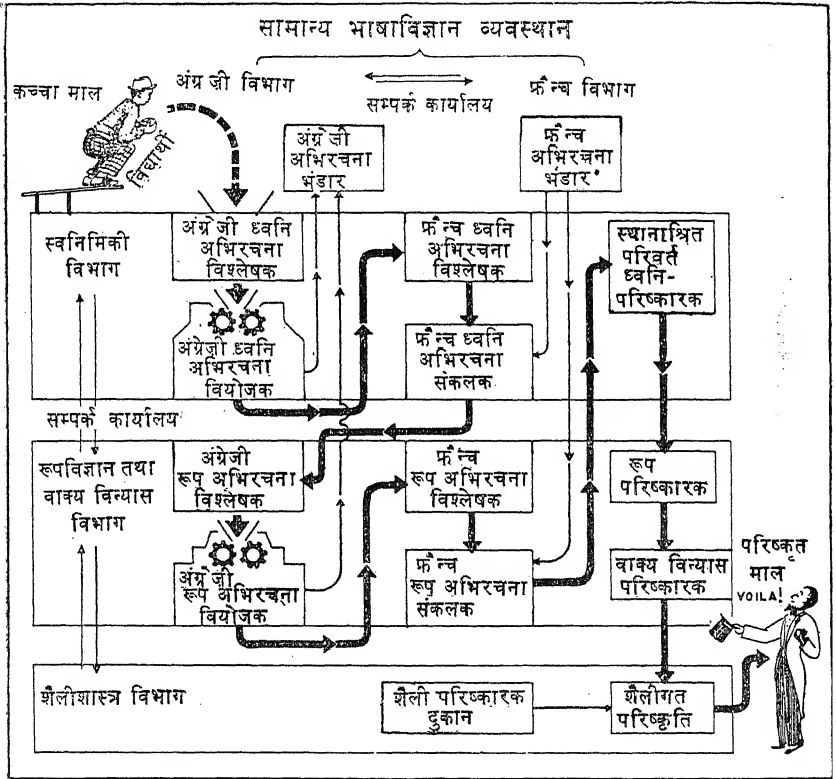 सामान्य भाषाविज्ञान व्यवस्थान
कच्चा माल
विद्यार्थी
अंग्रेजी विभाग
सम्पर्क कार्यालय
फ्रैन्च विभाग
अंग्रेजी
अभिरचना
भंडार
फ्रैन्च
अभिरचना
भंडार
स्वनिमिकी
विभाग
अंग्रेजी ध्वनि
अभिरचना
विश्लेषक
फ्रैन्च ध्वनि
अभिरचना
विश्लेषक
स्थानाश्रित
परिवर्त
ध्वनि-
परिष्कारक
अंग्रेजी ध्वनि
अभिरचना
वियोजक
फ्रैन्च ध्वनि
अभिरचना
संकलक
सम्पर्क कार्यालय
रूपविज्ञान तथा
वाक्य विन्यास
विभाग
अंग्रेजी
रूप अभिरचना
विश्लेषक
फ्रैन्च
रूप अभिरचना
विश्लेषक
रूप
परिष्कारक
अंग्रेजी
रूप अभिरचना
वियोजक
फ्रैन्च
रूप अभिरचना
संकलक
वाक्य विन्यास
परिष्कारक
परिष्कृत
माल
VOILA!
शैलीशास्त्र विभाग
शैली परिष्कारक
दुकान
शैलीगत
परिष्कृति